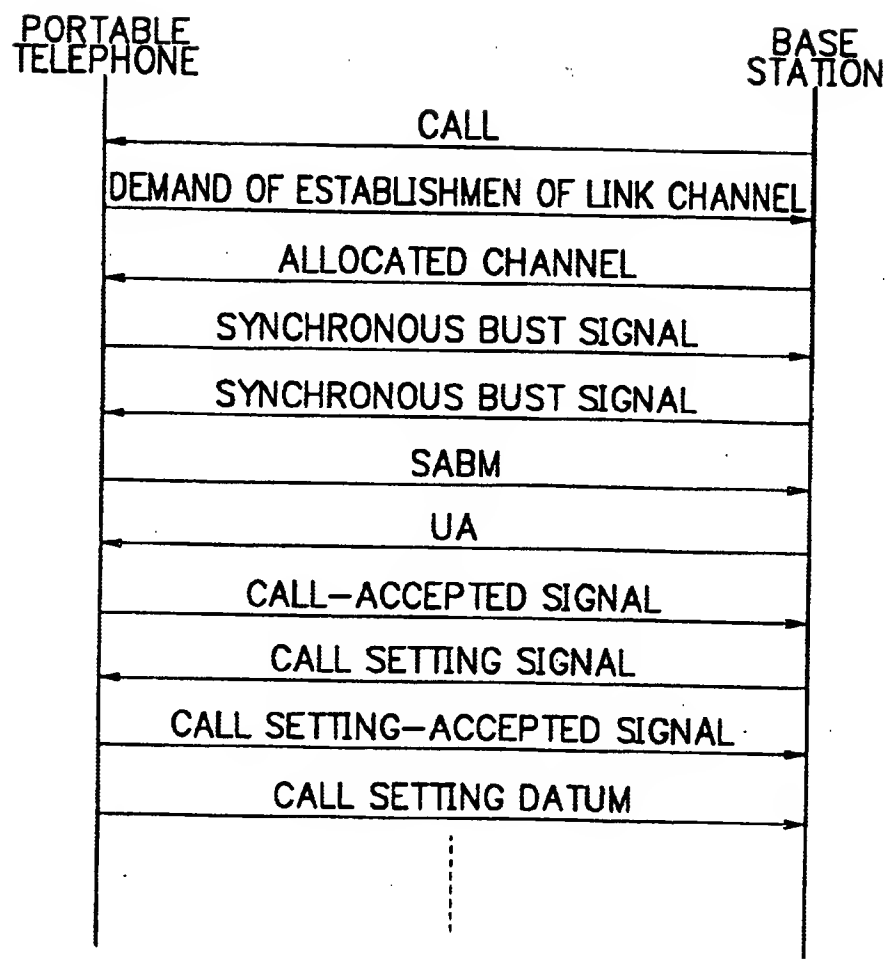 PORTABLE
TELEPHONE
BASE
STATION
CALL
DEMAND OF ESTABLISHMEN OF LINK CHANNEL
ALLOCATED CHANNEL
SYNCHRONOUS BUST SIGNAL
SYNCHRONOUS BUST SIGNAL
SABM
UA
CALL-ACCEPTED SIGNAL
CALL SETTING SIGNAL
CALL SETTING-ACCEPTED SIGNAL
CALL SETTING DATUM